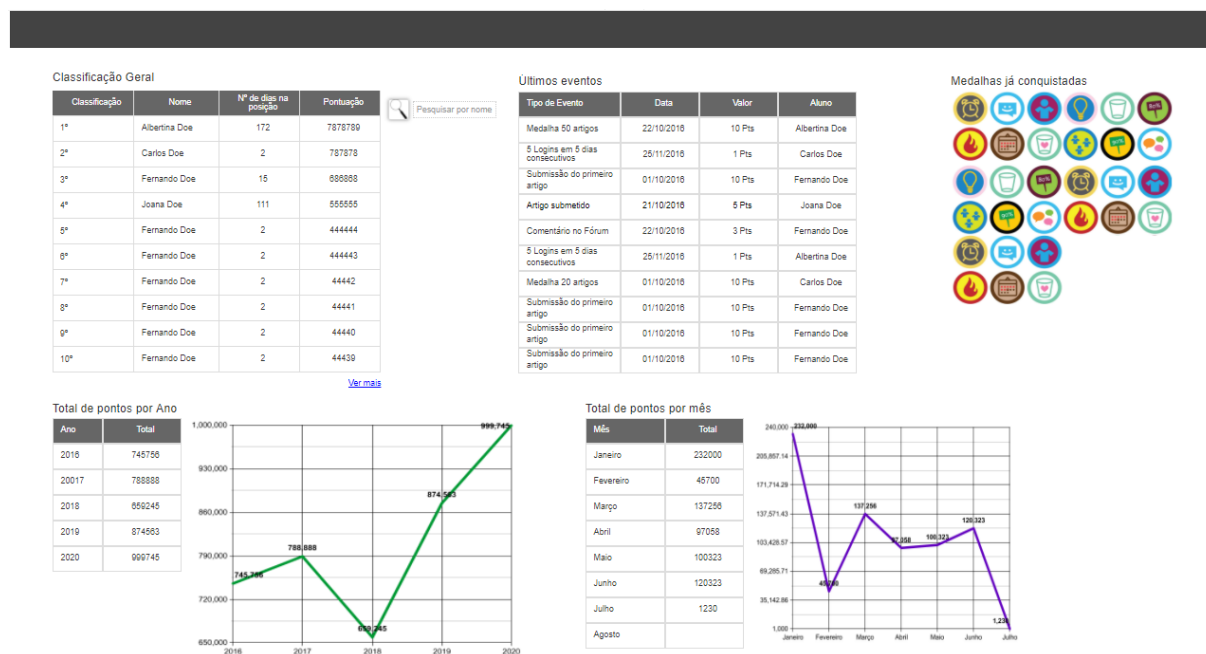 Classificação Geral
Classificação Nome Nº de dias na posição Pontuação
1º Albertina Doe 172 7878789
2º Carlos Doe 2 787878
3º Fernando Doe 15 686868
4º Joana Doe 111 555555
5º Fernando Doe 2 444444
6º Fernando Doe 2 444443
7º Fernando Doe 2 44442
8º Fernando Doe 2 44441
9º Fernando Doe 2 44440
10º Fernando Doe 2 44439
Ver mais
Pesquisar por nome
Últimos eventos
Tipo de Evento Data Valor Aluno
Medalha 50 artigos 22/10/2016 10 Pts Albertina Doe
5 Logins em 5 dias consecutivos 25/11/2016 1 Pts Carlos Doe
Submissão do primeiro artigo 01/10/2016 10 Pts Fernando Doe
Artigo submetido 21/10/2016 5 Pts Joana Doe
Comentário no Fórum 22/10/2016 3 Pts Fernando Doe
5 Logins em 5 dias consecutivos 25/11/2016 1 Pts Albertina Doe
Medalha 20 artigos 01/10/2016 10 Pts Carlos Doe
Submissão do primeiro artigo 01/10/2016 10 Pts Fernando Doe
Submissão do primeiro artigo 01/10/2016 10 Pts Fernando Doe
Submissão do primeiro artigo 01/10/2016 10 Pts Fernando Doe
Medalhas já conquistadas
Total de pontos por Ano
Ano Total
2016 745756
20017 788888
2018 659245
2019 874563
2020 999745
1,000,000
930,000
860,000
790,000
720,000
650,000
745,756
788,888
659,245
874,563
999,745
2016 2017 2018 2019 2020
Total de pontos por mês
Mês Total
Janeiro 232000
Fevereiro 45700
Março 137256
Abril 97058
Maio 100323
Junho 120323
Julho 1230
Agosto
240,000
205,857.14
171,714.29
137,571.43
103,428.57
69,285.71
35,142.86
1,000
232,000
45,700
137,256
97,058
100,323
120,323
1,230
Janeiro Fevereiro Março Abril Maio Junho Julho